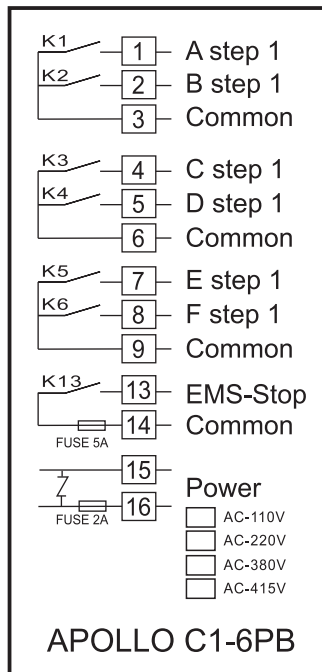 K1 1 A step 1
K2 2 B step 1
3 Common
K3 4 C step 1
K4 5 D step 1
6 Common
K5 7 E step 1
K6 8 F step 1
9 Common
K13 13 EMS-Stop
FUSE 5A 14 Common
15
Power
FUSE 2A 16
AC-110V
AC-220V
AC-380V
AC-415V
APOLLO C1-6PB